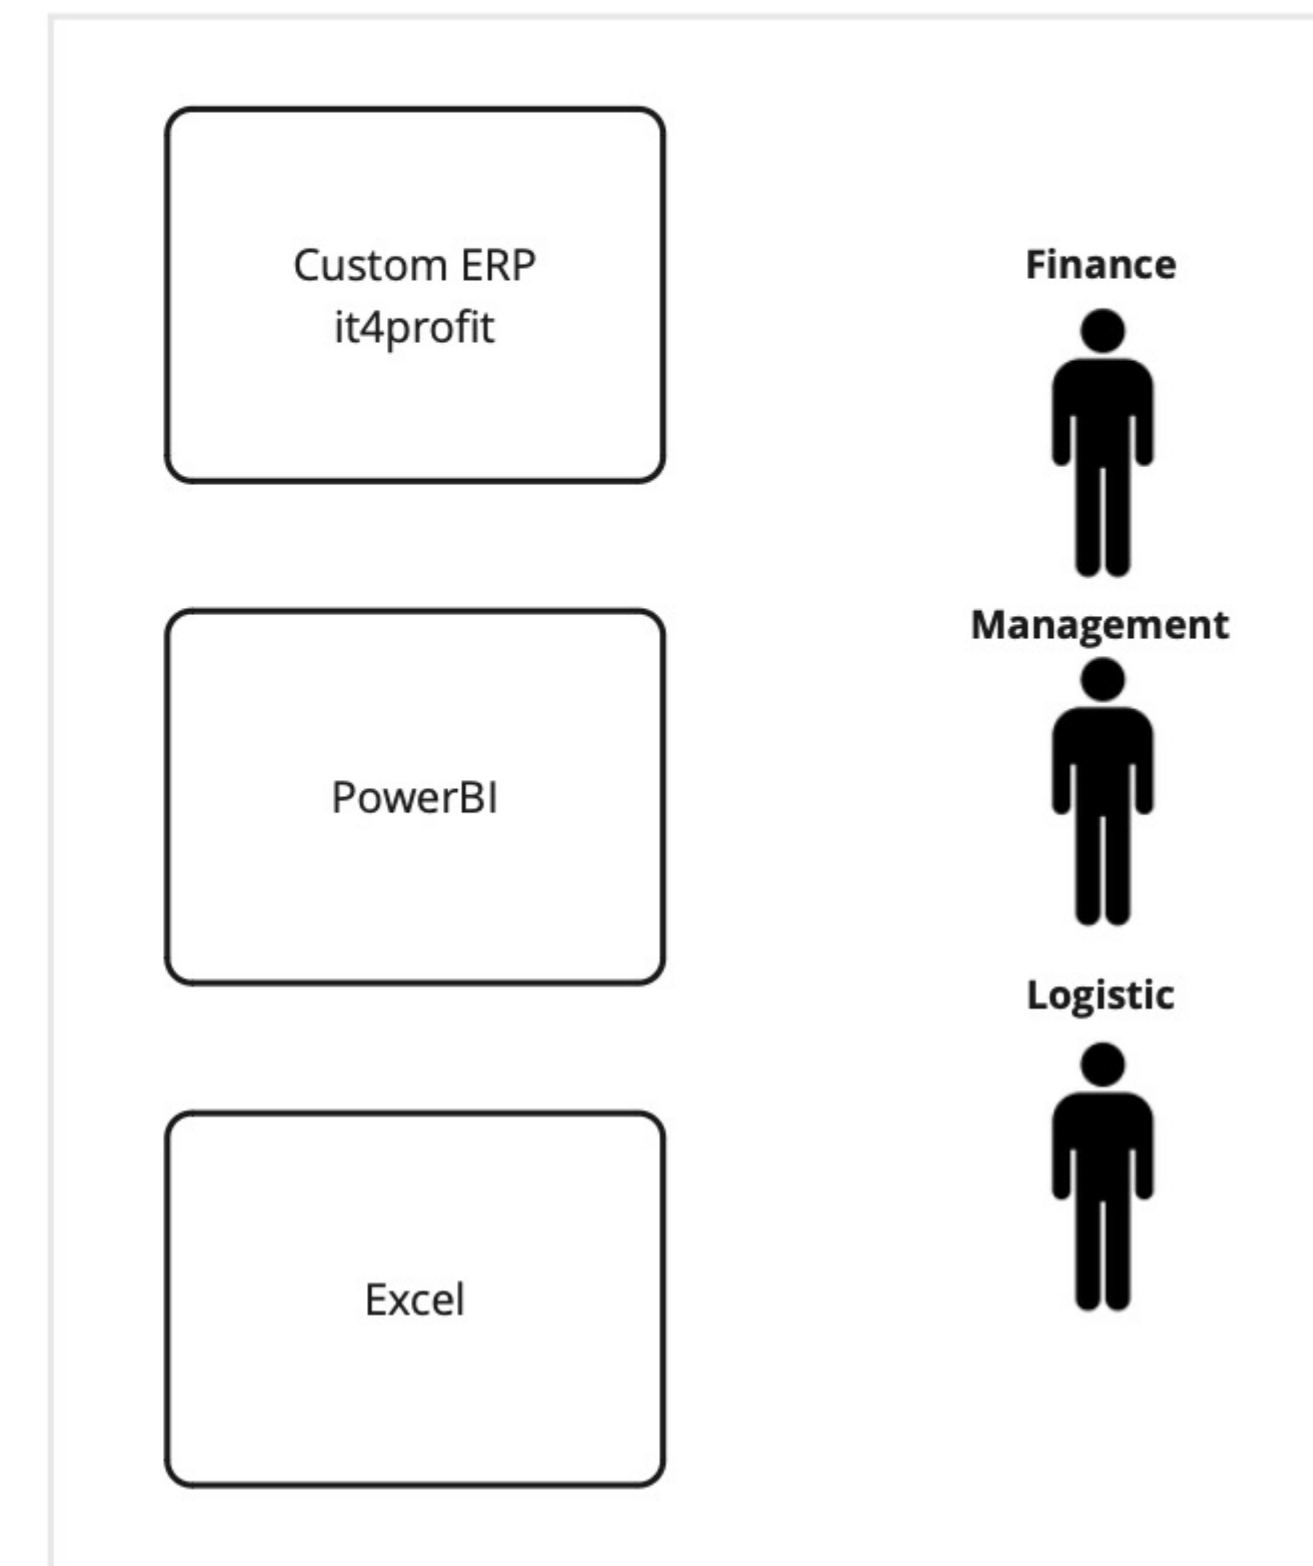 Custom ERP
it4profit
PowerBI
Excel
Finance
Management
Logistic